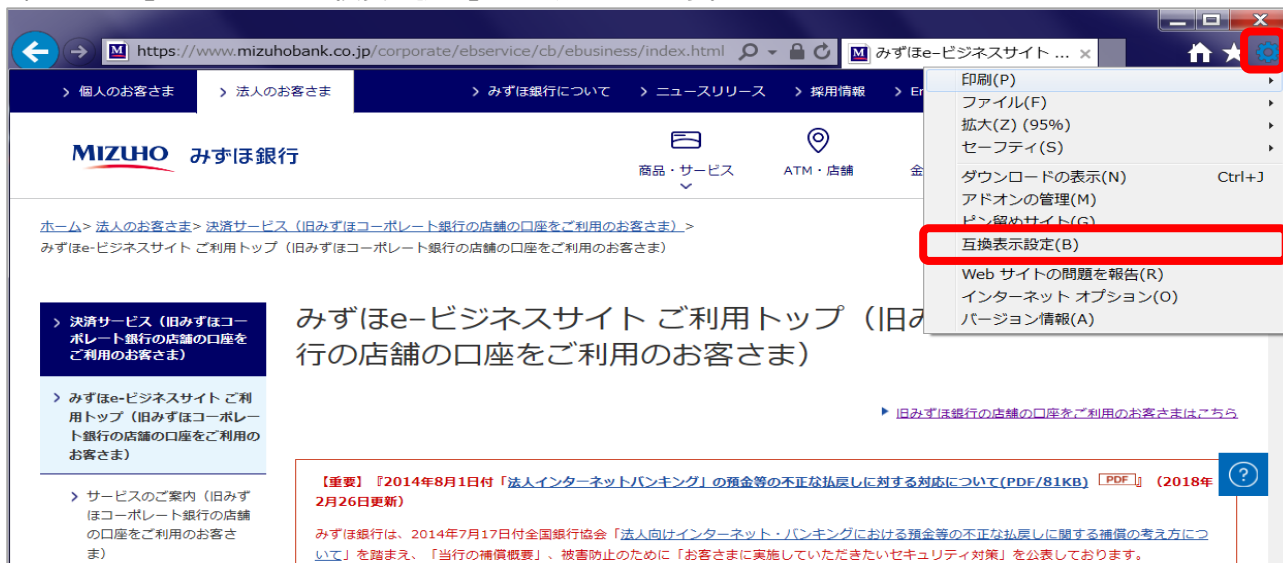 https://www.mizuhobank.co.jp/corporate/ebservice/cb/ebusiness/index.html
みずほe–ビジネスサイト ...
> 個人のお客さま
> 法人のお客さま
> みずほ銀行について
> ニュースリリース
> 採用情報
> En
印刷(P)
ファイル(F)
拡大(Z) (95%)
セーフティ(S)
ダウンロードの表示(N) Ctrl+J
アドオンの管理(M)
ピン留めサイト(G)
互換表示設定(B)
Web サイトの問題を報告(R)
インターネット オプション(O)
バージョン情報(A)
MIZUHO みずほ銀行
商品・サービス
ATM・店舗
金
ホーム> 法人のお客さま> 決済サービス（旧みずほコーポレート銀行の店舗の口座をご利用のお客さま）>
みずほe-ビジネスサイト ご利用トップ（旧みずほコーポレート銀行の店舗の口座をご利用のお客さま）
> 決済サービス（旧みずほコー
ポレート銀行の店舗の口座を
ご利用のお客さま）
> みずほe-ビジネスサイト ご利
用トップ（旧みずほコーポレー
ト銀行の店舗の口座をご利用の
お客さま）
> サービスのご案内（旧みず
ほコーポレート銀行の店舗
の口座をご利用のお客さ
ま）
みずほe–ビジネスサイト ご利用トップ（旧み
行の店舗の口座をご利用のお客さま）
旧みずほ銀行の店舗の口座をご利用のお客さまはこちら
【重要】『2014年8月1日付「法人インターネットバンキング」の預金等の不正な払戻しに対する対応について(PDF/81KB) PDF』（2018年
2月26日更新）
みずほ銀行は、2014年7月17日付全国銀行協会「法人向けインターネット・バンキングにおける預金等の不正な払戻しに関する補償の考え方につ
いて」を踏まえ、「当行の補償概要」、被害防止のために「お客さまに実施していただきたいセキュリティ対策」を公表しております。